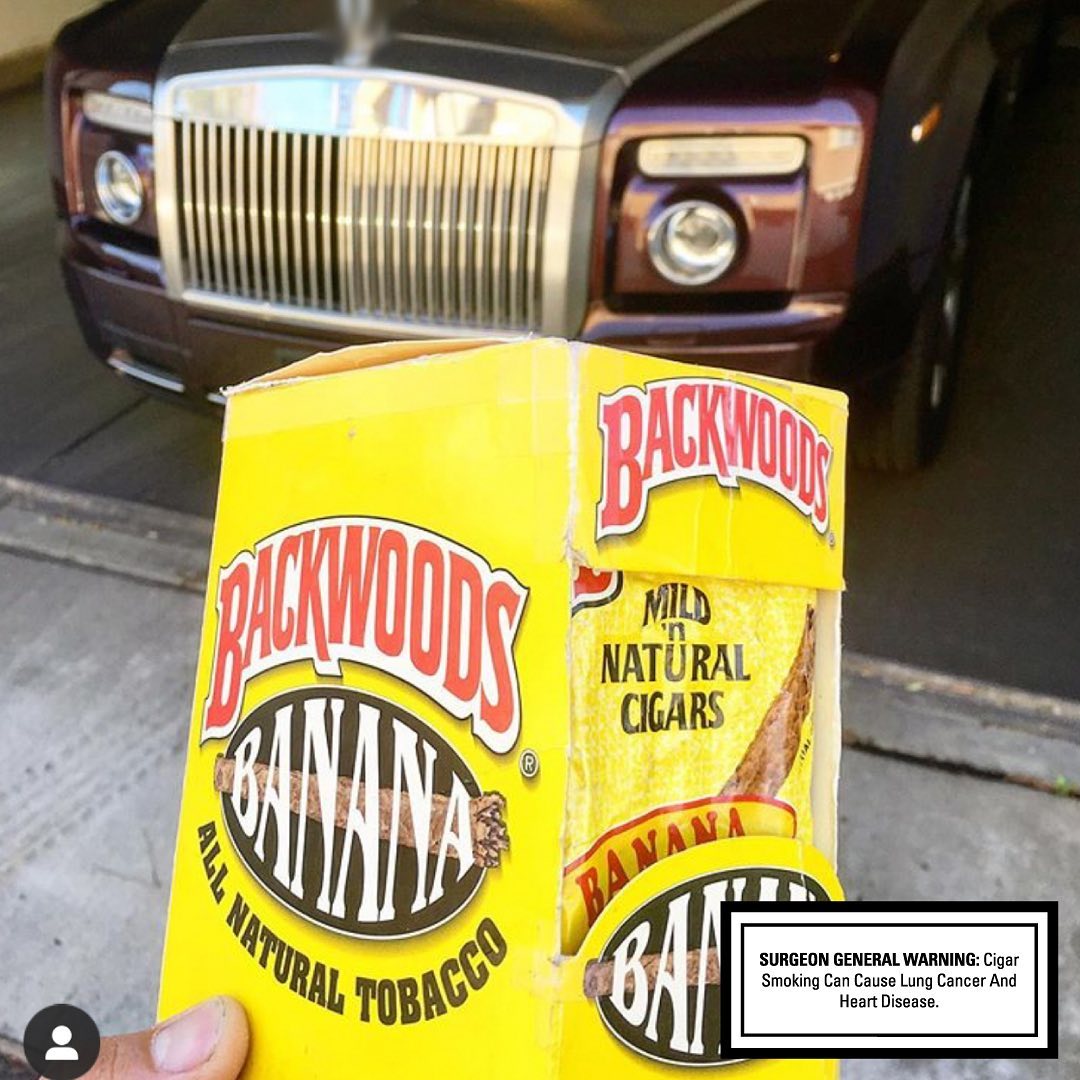 BACKWOODS
BACKWOODS
BANANA
®
ALL NATURAL TOBACCO
MILD
'n
NATURAL
CIGARS
BANANA
BAN
SURGEON GENERAL WARNING: Cigar
Smoking Can Cause Lung Cancer And
Heart Disease.